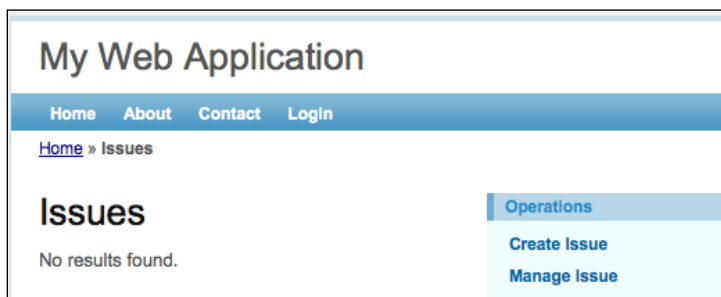 My Web Application
Home About Contact Login
Home » Issues
Issues
No results found.
Operations
Create Issue
Manage Issue